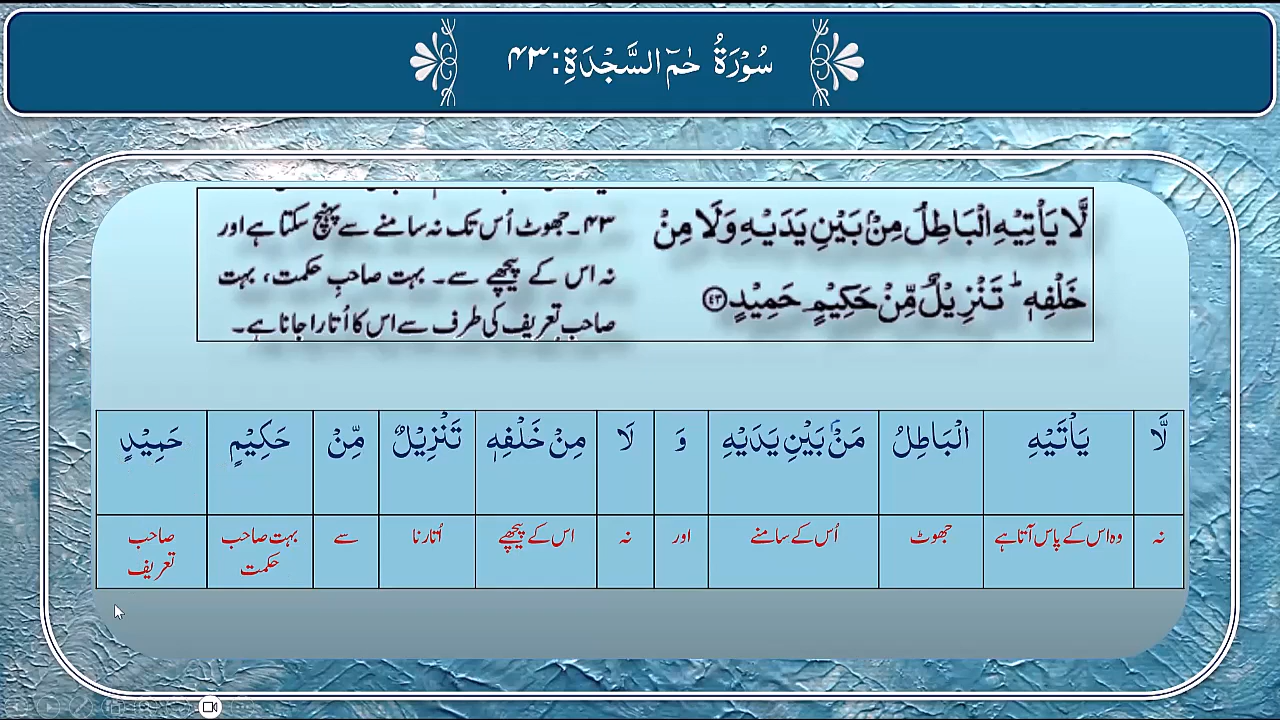 سُوْرَةُ حٰمٓ السَّجْدَةِ: ۴۳
لَّا يَاْتِيْهِ الْبَاطِلُ مِنْۢ بَيْنِ يَدَيْهِ وَلَا مِنْ
خَلْفِهٖ ؕ تَنْزِيْلٌ مِّنْ حَكِيْمٍ حَمِيْدٍ ﴿۴۳﴾
۴۳۔ جھوٹ اُس تک نہ سامنے سے پہنچ سکتا ہے اور
نہ اس کے پیچھے سے۔ بہت صاحبِ حکمت، بہت
صاحبِ تعریف کی طرف سے اس کا اُتارا جانا ہے۔
لَّا يَاْتَيْهِ الْبَاطِلُ مَنْۢ بَيْنِ يَدَيْهِ وَ لَا مِنْ خَلْفِهٖ تَنْزِيْلٌ مِّنْ حَكِيْمٍ حَمِيْدٍ
نہ وہ اس کے پاس آتا ہے جھوٹ اُس کے سامنے اور نہ اس کے پیچھے اُتارنا سے بہت صاحب حکمت صاحب تعریف